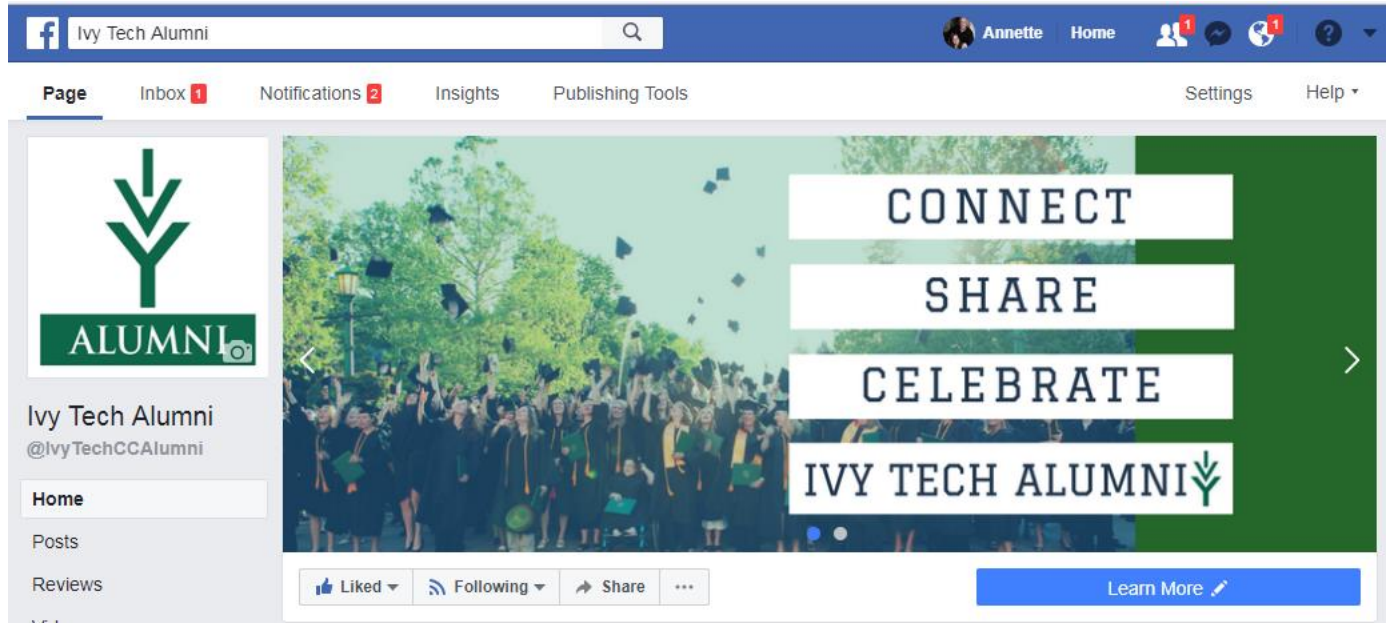 f Ivy Tech Alumni Annette Home 1 1 ?
Page Inbox 1 Notifications 2 Insights Publishing Tools Settings Help
ALUMNI
Ivy Tech Alumni
@IvyTechCCAlumni
Home
Posts
Reviews
CONNECT
SHARE
CELEBRATE
IVY TECH ALUMNI
Liked Following Share ... Learn More